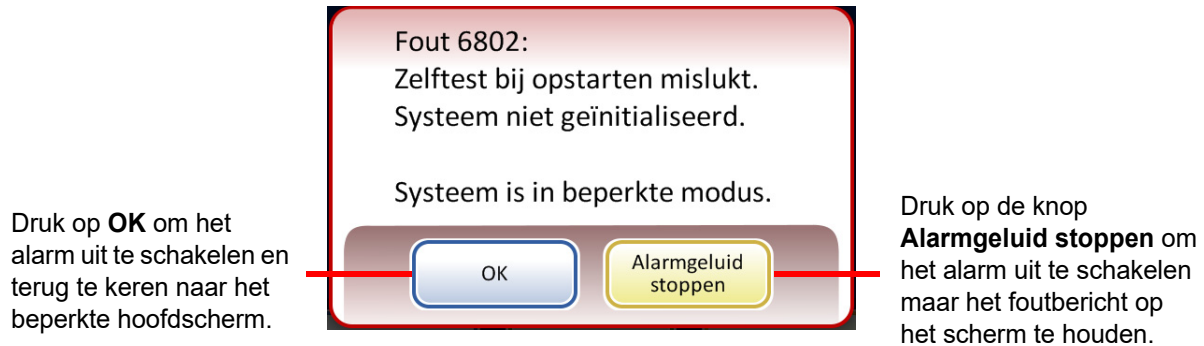 Fout 6802:
Zelftest bij opstarten mislukt.
Systeem niet geïnitialiseerd.
Systeem is in beperkte modus.
Druk op OK om het
alarm uit te schakelen en
terug te keren naar het
beperkte hoofdscherm.
OK
Alarmgeluid
stoppen
Druk op de knop
Alarmgeluid stoppen om
het alarm uit te schakelen
maar het foutbericht op
het scherm te houden.